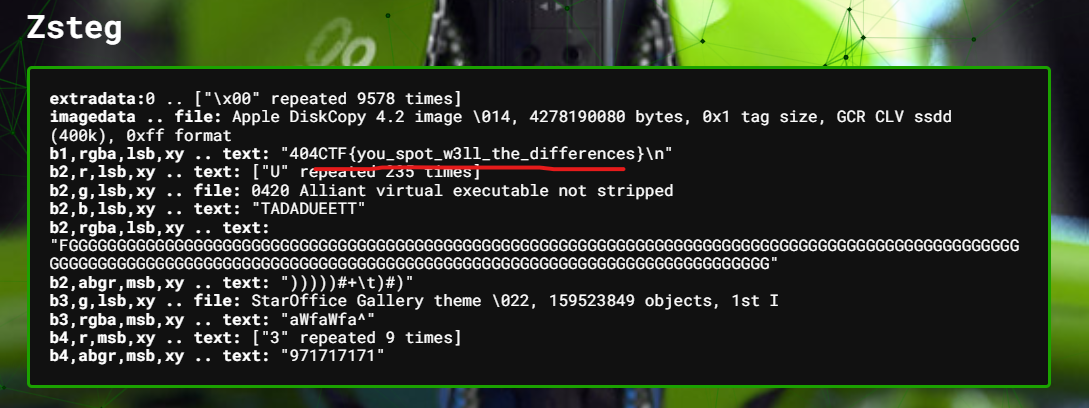 Zsteg
extradata:0 .. ["\x00" repeated 9578 times]
imagedata .. file: Apple DiskCopy 4.2 image \014, 4278190080 bytes, 0x1 tag size, GCR CLV ssdd
(400k), 0xff format
b1,rgba,lsb,xy .. text: "404CTF{you_spot_w3ll_the_differences}\n"
b2,r,lsb,xy .. text: ["U" repeated 235 times]
b2,g,lsb,xy .. file: 0420 Alliant virtual executable not stripped
b2,b,lsb,xy .. text: "TADADUEETT"
b2,rgba,lsb,xy .. text:
"FGGGGGGGGGGGGGGGGGGGGGGGGGGGGGGGGGGGGGGGGGGGGGGGGGGGGGGGGGGGGGGGGGGGGGGGGGGGGGGGGGGGGGGGGGGGGGGGGGG
GGGGGGGGGGGGGGGGGGGGGGGGGGGGGGGGGGGGGGGGGGGGGGGGGGGGGGGGGGGGGGGGGGGGGGGGGGG"
b2,abgr,msb,xy .. text: ")))))#+\t)#)"
b3,g,lsb,xy .. file: StarOffice Gallery theme \022, 159523849 objects, 1st I
b3,rgba,msb,xy .. text: "aWfaWfa^"
b4,r,msb,xy .. text: ["3" repeated 9 times]
b4,abgr,msb,xy .. text: "971717171"